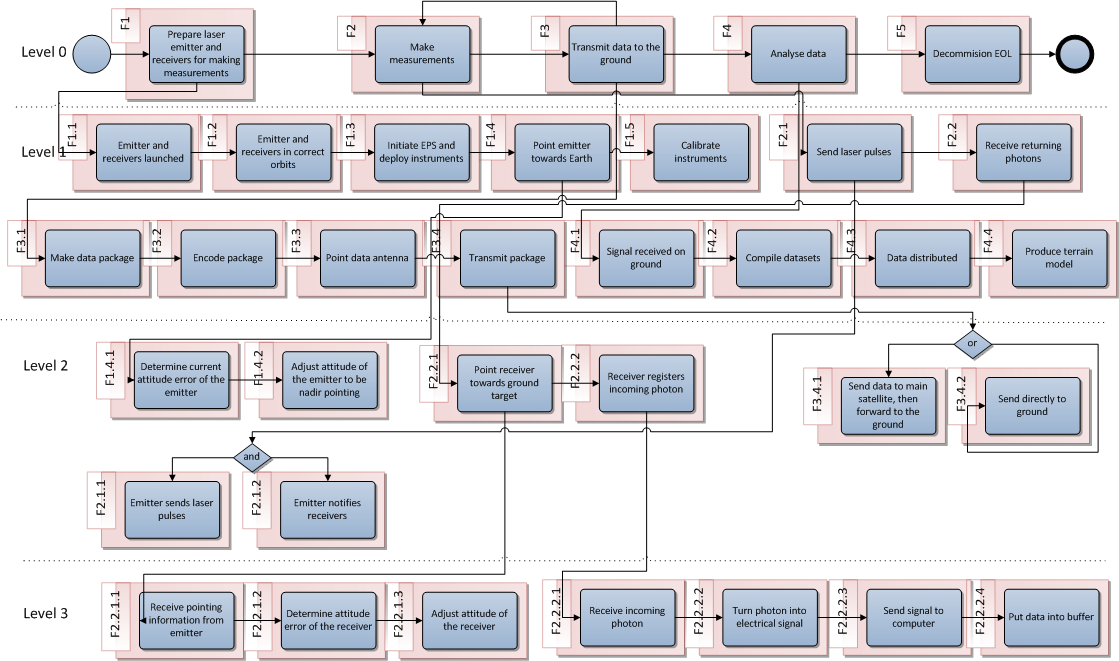 Level 0
F1
Prepare laser
emitter and
receivers for making
measurements
F2
Make
measurements
F3
Transmit data to the
ground
F4
Analyse data
F5
Decommision EOL
Level 1
F1.1
Emitter and
receivers launched
F1.2
Emitter and
receivers in correct
orbits
F1.3
Initiate EPS and
deploy instruments
F1.4
Point emitter
towards Earth
F1.5
Calibrate
instruments
F2.1
Send laser pulses
F2.2
Receive returning
photons
F3.1
Make data package
F3.2
Encode package
F3.3
Point data antenna
F3.4
Transmit package
F4.1
Signal received on
ground
F4.2
Compile datasets
F4.3
Data distributed
F4.4
Produce terrain
model
Level 2
F1.4.1
Determine current
attitude error of the
emitter
F1.4.2
Adjust attitude of
the emitter to be
nadir pointing
F2.2.1
Point receiver
towards ground
target
F2.2.2
Receiver registers
incoming photon
or
F3.4.1
Send data to main
satellite, then
forward to the
ground
F3.4.2
Send directly to
ground
and
F2.1.1
Emitter sends laser
pulses
F2.1.2
Emitter notifies
receivers
Level 3
F2.2.1.1
Receive pointing
information from
emitter
F2.2.1.2
Determine attitude
error of the receiver
F2.2.1.3
Adjust attitude of
the receiver
F2.2.2.1
Receive incoming
photon
F2.2.2.2
Turn photon into
electrical signal
F2.2.2.3
Send signal to
computer
F2.2.2.4
Put data into buffer